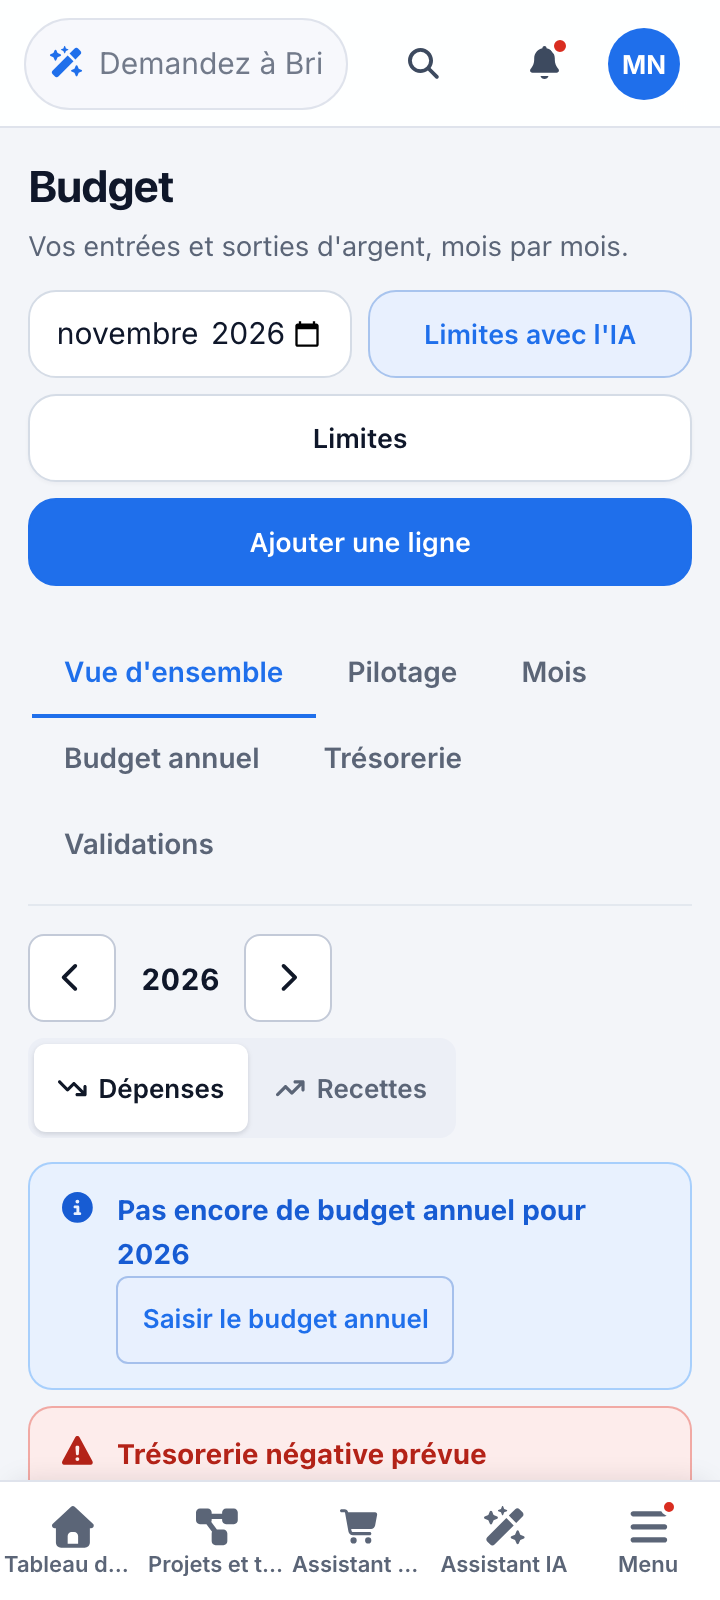 Demandez à Bri
MN
Budget
Vos entrées et sorties d'argent, mois par mois.
novembre 2026
Limites avec l'IA
Limites
Ajouter une ligne
Vue d'ensemble
Pilotage
Mois
Budget annuel
Trésorerie
Validations
2026
Dépenses
Recettes
Pas encore de budget annuel pour
2026
Saisir le budget annuel
Trésorerie négative prévue
Tableau d...
Projets et t...
Assistant ...
Assistant IA
Menu